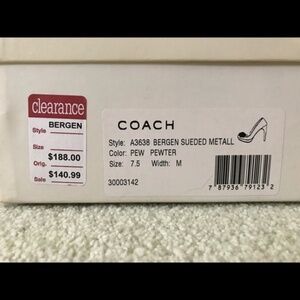 clearance
Style BERGEN
Size
Orig. $188.00
Sale $140.99
COACH
Style: A3638 BERGEN SUEDED METALL
Color: PEW PEWTER
Size: 7.5 Width: M
30003142
7 87936 79123 2